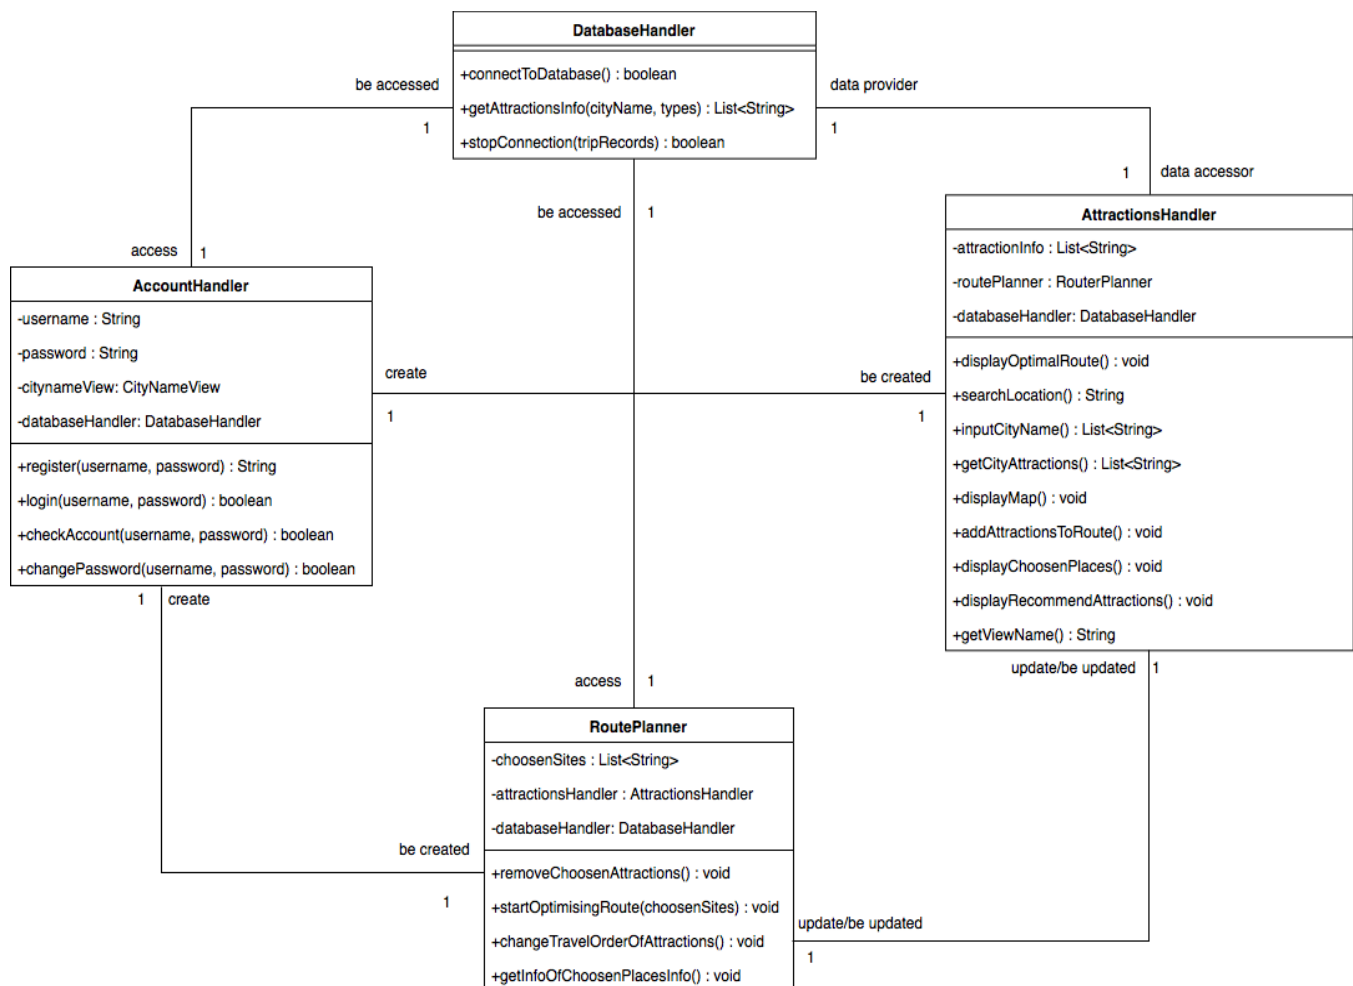 DatabaseHandler
+connectToDatabase() : boolean
+getAttractionsInfo(cityName, types) : List<String>
+stopConnection(tripRecords) : boolean
be accessed
1
data provider
1
1
data accessor
be accessed
1
access
1
AccountHandler
-username : String
-password : String
-citynameView: CityNameView
-databaseHandler: DatabaseHandler
+register(username, password) : String
+login(username, password) : boolean
+checkAccount(username, password) : boolean
+changePassword(username, password) : boolean
create
1
be created
1
AttractionsHandler
-attractionInfo : List<String>
-routePlanner : RouterPlanner
-databaseHandler: DatabaseHandler
+displayOptimalRoute() : void
+searchLocation() : String
+inputCityName() : List<String>
+getCityAttractions() : List<String>
+displayMap() : void
+addAttractionsToRoute() : void
+displayChoosenPlaces() : void
+displayRecommendAttractions() : void
+getViewName() : String
1
create
update/be updated
1
access
1
RoutePlanner
-choosenSites : List<String>
-attractionsHandler : AttractionsHandler
-databaseHandler: DatabaseHandler
+removeChoosenAttractions() : void
+startOptimisingRoute(choosenSites) : void
+changeTravelOrderOfAttractions() : void
+getInfoOfChoosenPlacesInfo() : void
be created
1
update/be updated
1